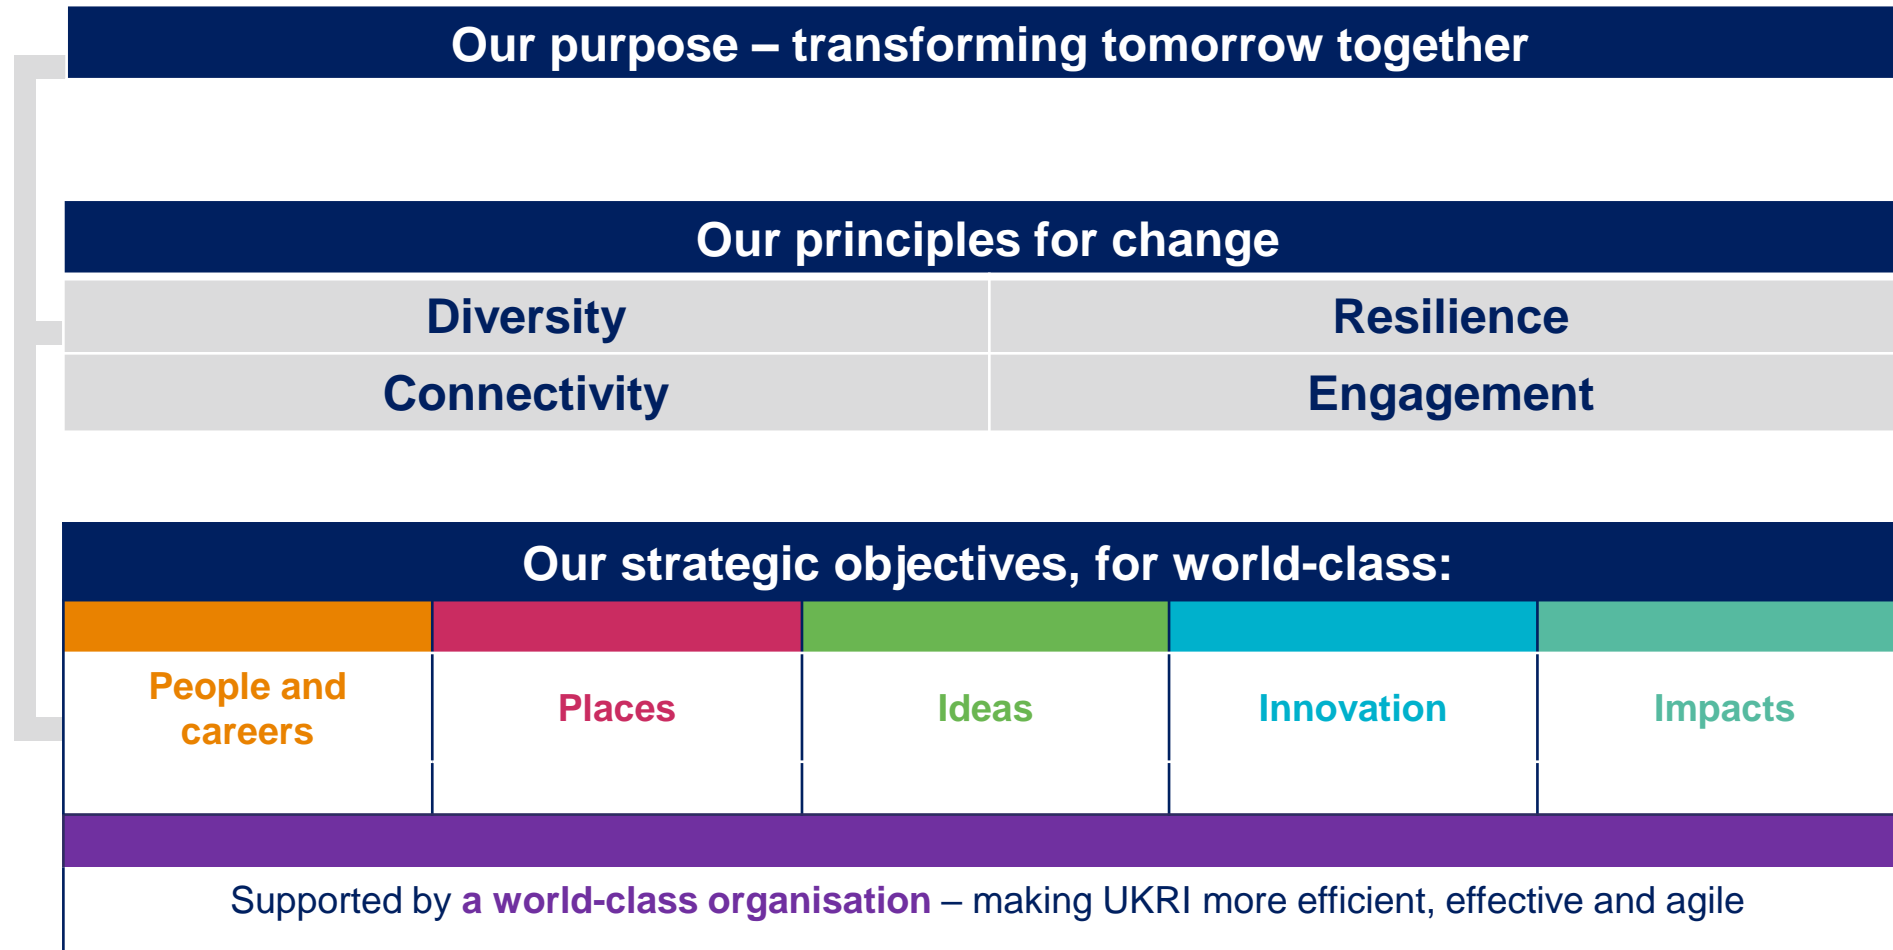 Our purpose – transforming tomorrow together
Our principles for change
Diversity
Resilience
Connectivity
Engagement
Our strategic objectives, for world-class:
People and
careers
Places
Ideas
Innovation
Impacts
Supported by a world-class organisation – making UKRI more efficient, effective and agile